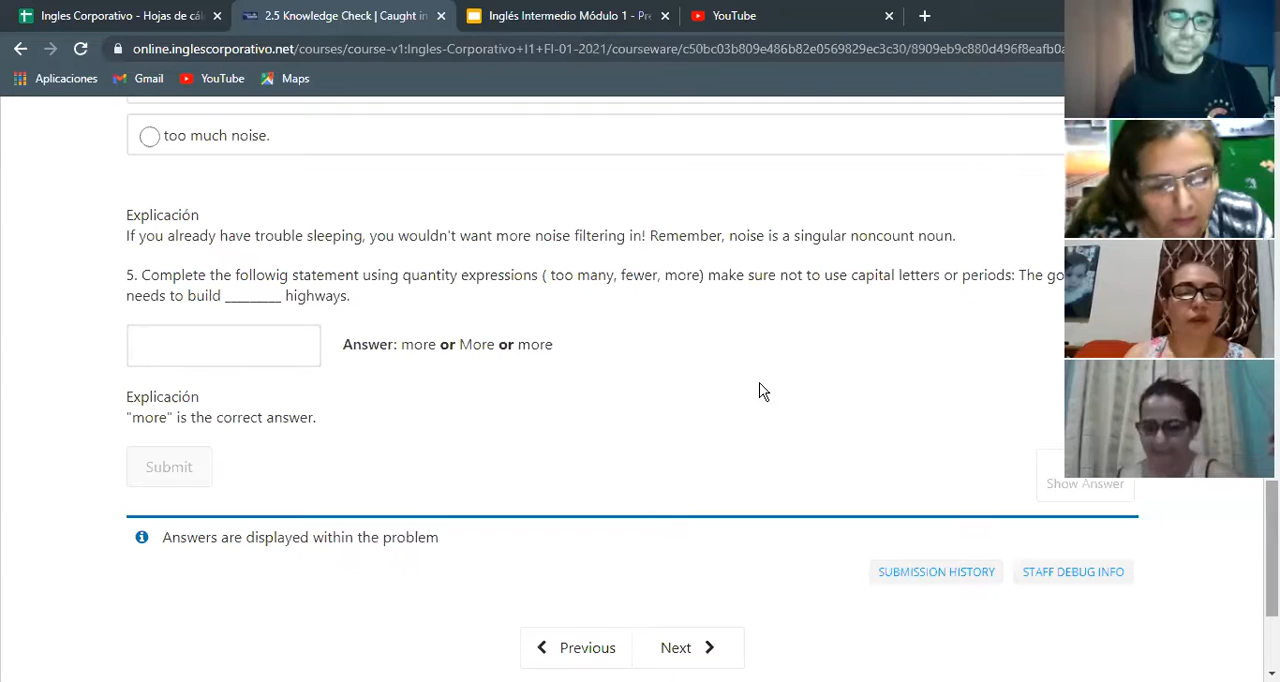 Ingles Corporativo - Hojas de cál
2.5 Knowledge Check | Caught in
Inglés Intermedio Módulo 1 - Pre
YouTube
online.inglescorporativo.net/courses/course-v1:Ingles-Corporativo+I1+FI-01-2021/courseware/c50bc03b809e486b82e0569829ec3c30/8909eb9c880d496f8eafb0a
Aplicaciones
Gmail
YouTube
Maps
too much noise.
Explicación
If you already have trouble sleeping, you wouldn't want more noise filtering in! Remember, noise is a singular noncount noun.
5. Complete the followig statement using quantity expressions ( too many, fewer, more) make sure not to use capital letters or periods: The go
needs to build ________ highways.
Answer: more or More or more
Explicación
"more" is the correct answer.
Submit
Show Answer
Answers are displayed within the problem
SUBMISSION HISTORY
STAFF DEBUG INFO
Previous
Next